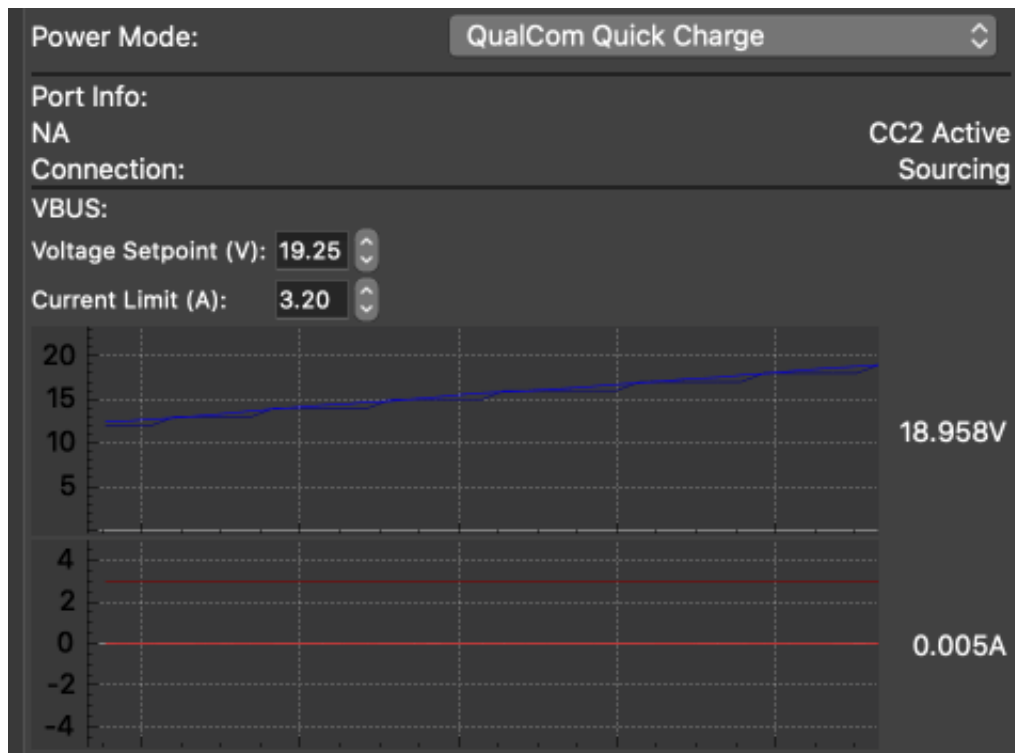 Power Mode: QualCom Quick Charge
Port Info:
NA CC2 Active
Connection: Sourcing
VBUS:
Voltage Setpoint (V): 19.25
Current Limit (A): 3.20
20
15
10
5
18.958V
4
2
0
-2
-4
0.005A